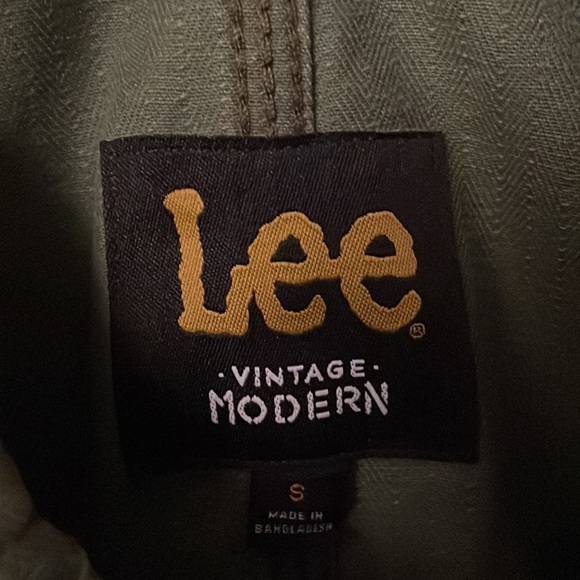 Lee®
·VINTAGE·
MODERN
S
MADE IN
BANGLADESH